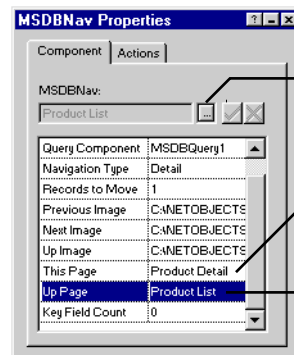 MSDBNav Properties
Component Actions
MSDBNav:
Product List ...
Query Component MSDBQuery1
Navigation Type Detail
Records to Move 1
Previous Image C:\NETOBJECTS
Next Image C:\NETOBJECTS
Up Image C:\NETOBJECTS
This Page Product Detail
Up Page Product List
Key Field Count 0